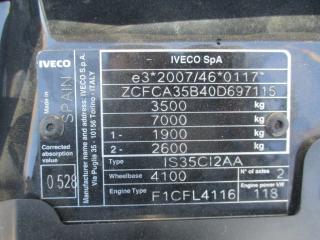 IVECO
Made in
SPAIN
Corrected
absorption
value
0 528
Manufacturer name and address: IVECO S.p.A.
Via Puglia 35 - 10156 Torino - ITALY
IVECO SpA
e3*2007/46*0117*
ZCFCA35B40D697115
3500 kg
7000 kg
1- 1900 kg
2- 2600 kg
Type IS35CI2AA
Wheelbase 4100 N° of axles 2
Engine Type F1CFL4116 Engine power kW 118